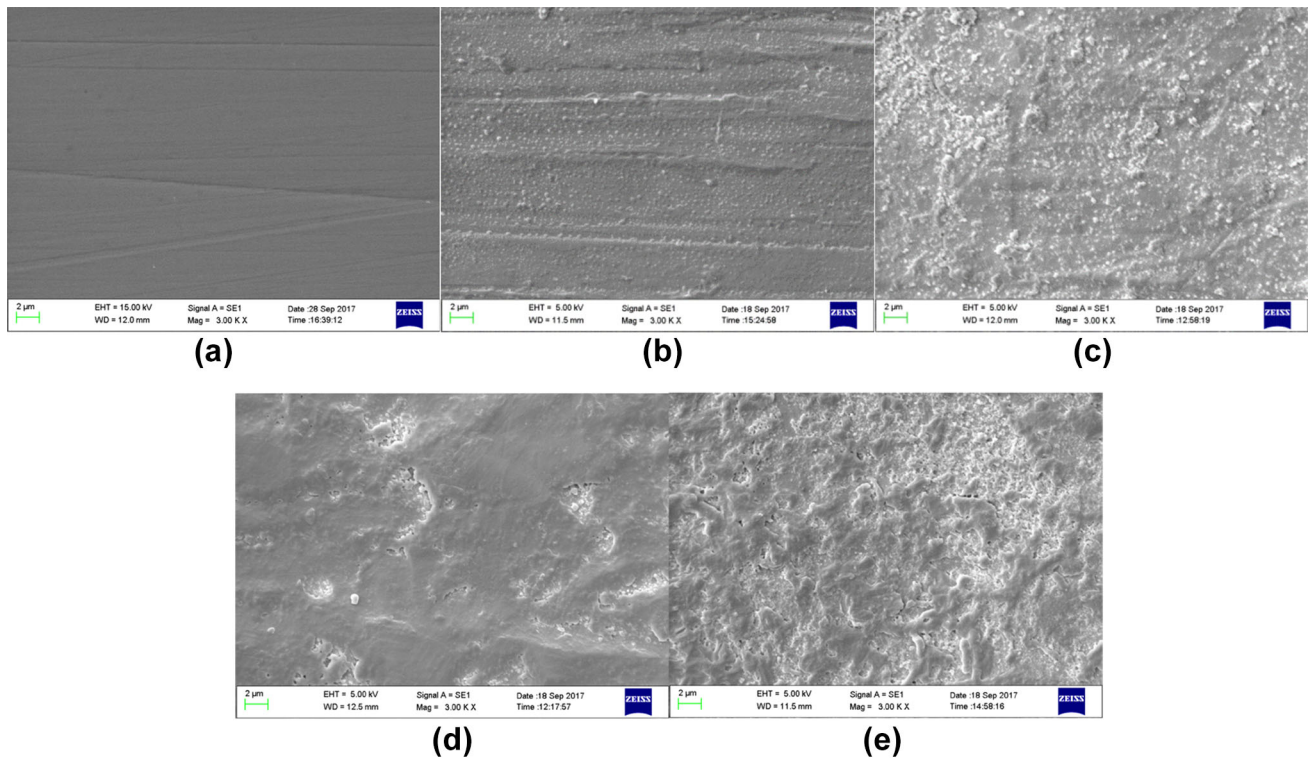 2 µm EHT = 15.00 kV Signal A = SE1 Date :28 Sep 2017 ZEISS
WD = 12.0 mm Mag = 3.00 K X Time :16:39:12
2 µm EHT = 5.00 kV Signal A = SE1 Date :18 Sep 2017 ZEISS
WD = 11.5 mm Mag = 3.00 K X Time :15:24:58
2 µm EHT = 5.00 kV Signal A = SE1 Date :18 Sep 2017 ZEISS
WD = 12.0 mm Mag = 3.00 K X Time :12:58:19
(a) (b) (c)
2 µm EHT = 5.00 kV Signal A = SE1 Date :18 Sep 2017 ZEISS
WD = 12.5 mm Mag = 3.00 K X Time :12:17:57
2 µm EHT = 5.00 kV Signal A = SE1 Date :18 Sep 2017 ZEISS
WD = 11.5 mm Mag = 3.00 K X Time :14:58:16
(d) (e)